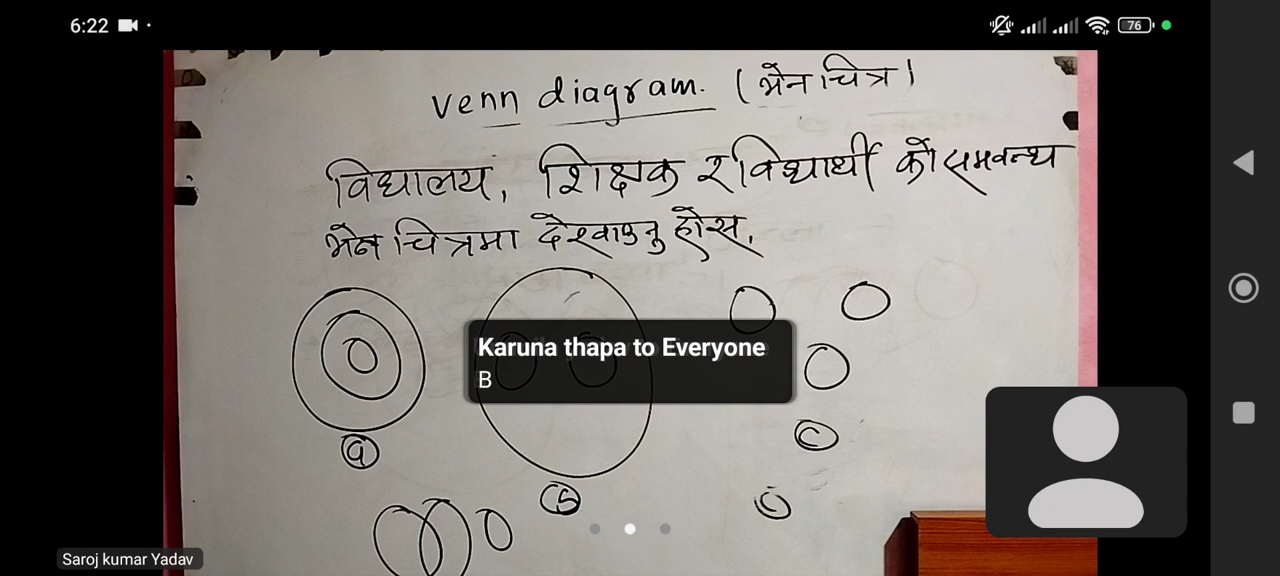 6:22
76
venn diagram. (भेन चित्र)
विद्यालय, शिक्षक र विद्यार्थी को समवन्ध
भेन चित्रमा देखाउनु होस.
Karuna thapa to Everyone
B
a
b
c
Saroj kumar Yadav